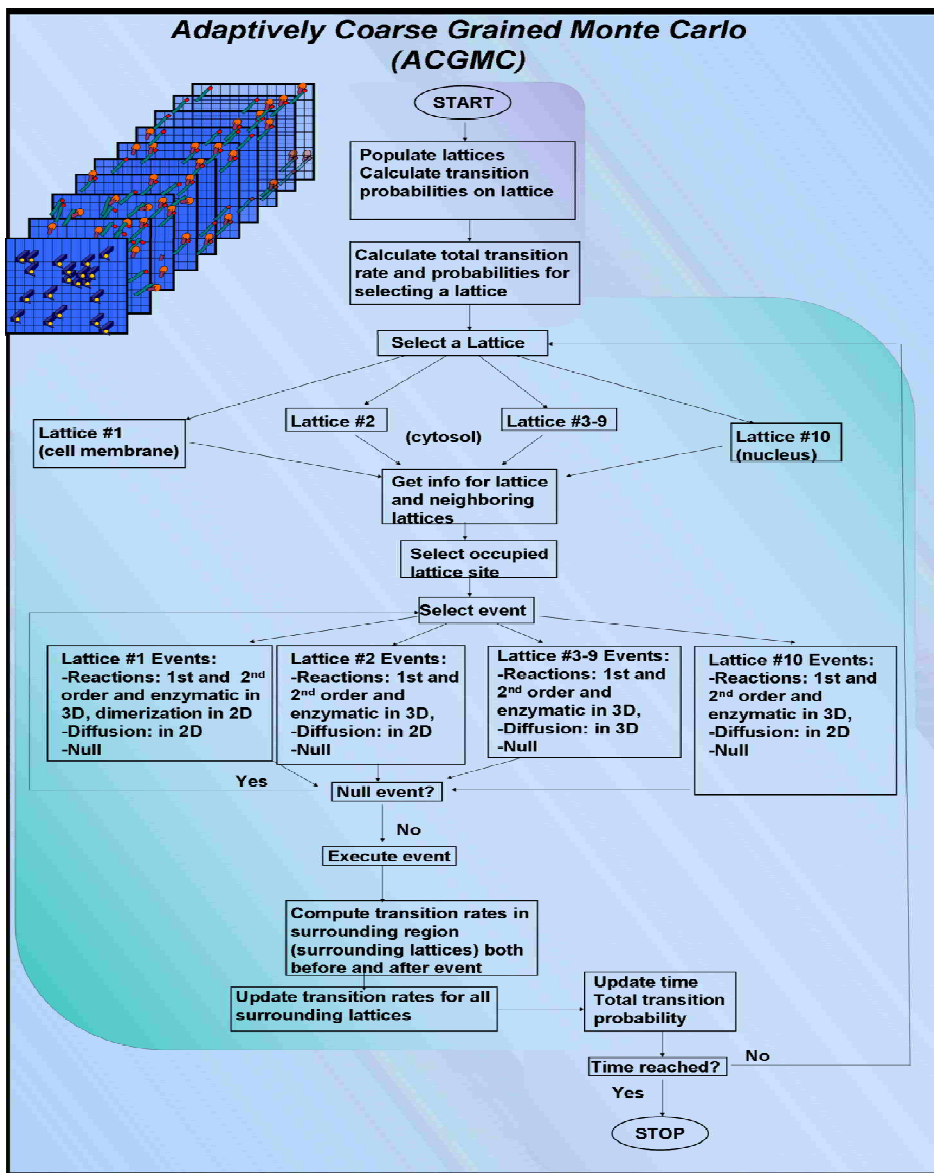 Adaptively Coarse Grained Monte Carlo
(ACGMC)
START
Populate lattices
Calculate transition
probabilities on lattice
Calculate total transition
rate and probabilities for
selecting a lattice
Select a Lattice
Lattice #1
(cell membrane)
Lattice #2
Lattice #3-9
(cytosol)
Lattice #10
(nucleus)
Get info for lattice
and neighboring
lattices
Select occupied
lattice site
Select event
Lattice #1 Events:
-Reactions: 1st and 2nd
order and enzymatic in
3D, dimerization in 2D
-Diffusion: in 2D
-Null
Lattice #2 Events:
-Reactions: 1st and
2nd order and
enzymatic in 3D,
-Diffusion: in 2D
-Null
Lattice #3-9 Events:
-Reactions: 1st and
2nd order and
enzymatic in 3D,
-Diffusion: in 3D
-Null
Lattice #10 Events:
-Reactions: 1st and
2nd order and
enzymatic in 3D,
-Diffusion: in 2D
-Null
Yes
Null event?
No
Execute event
Compute transition rates in
surrounding region
(surrounding lattices) both
before and after event
Update transition rates for all
surrounding lattices
Update time
Total transition
probability
Time reached?
No
Yes
STOP